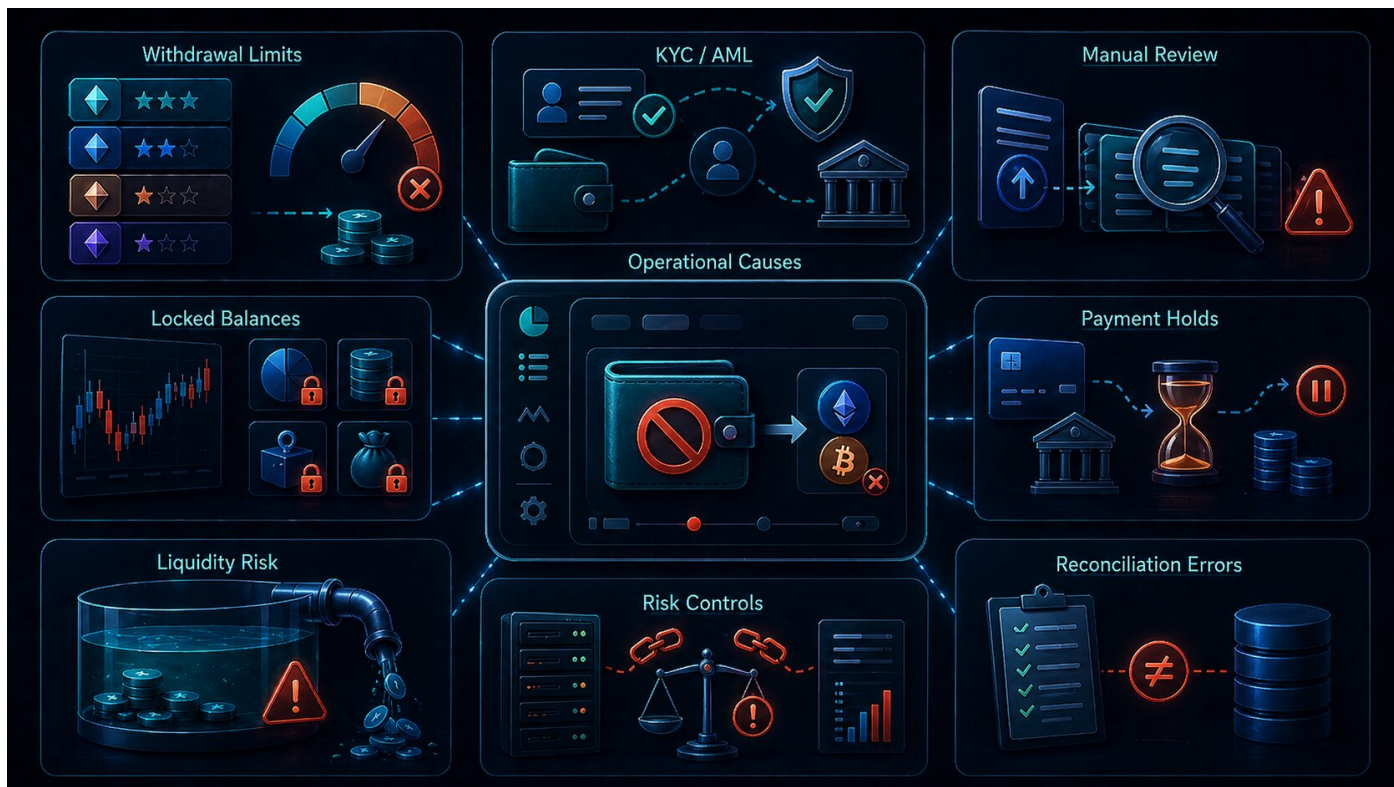 Withdrawal Limits
KYC / AML
Manual Review
Operational Causes
Locked Balances
Payment Holds
Liquidity Risk
Risk Controls
Reconciliation Errors